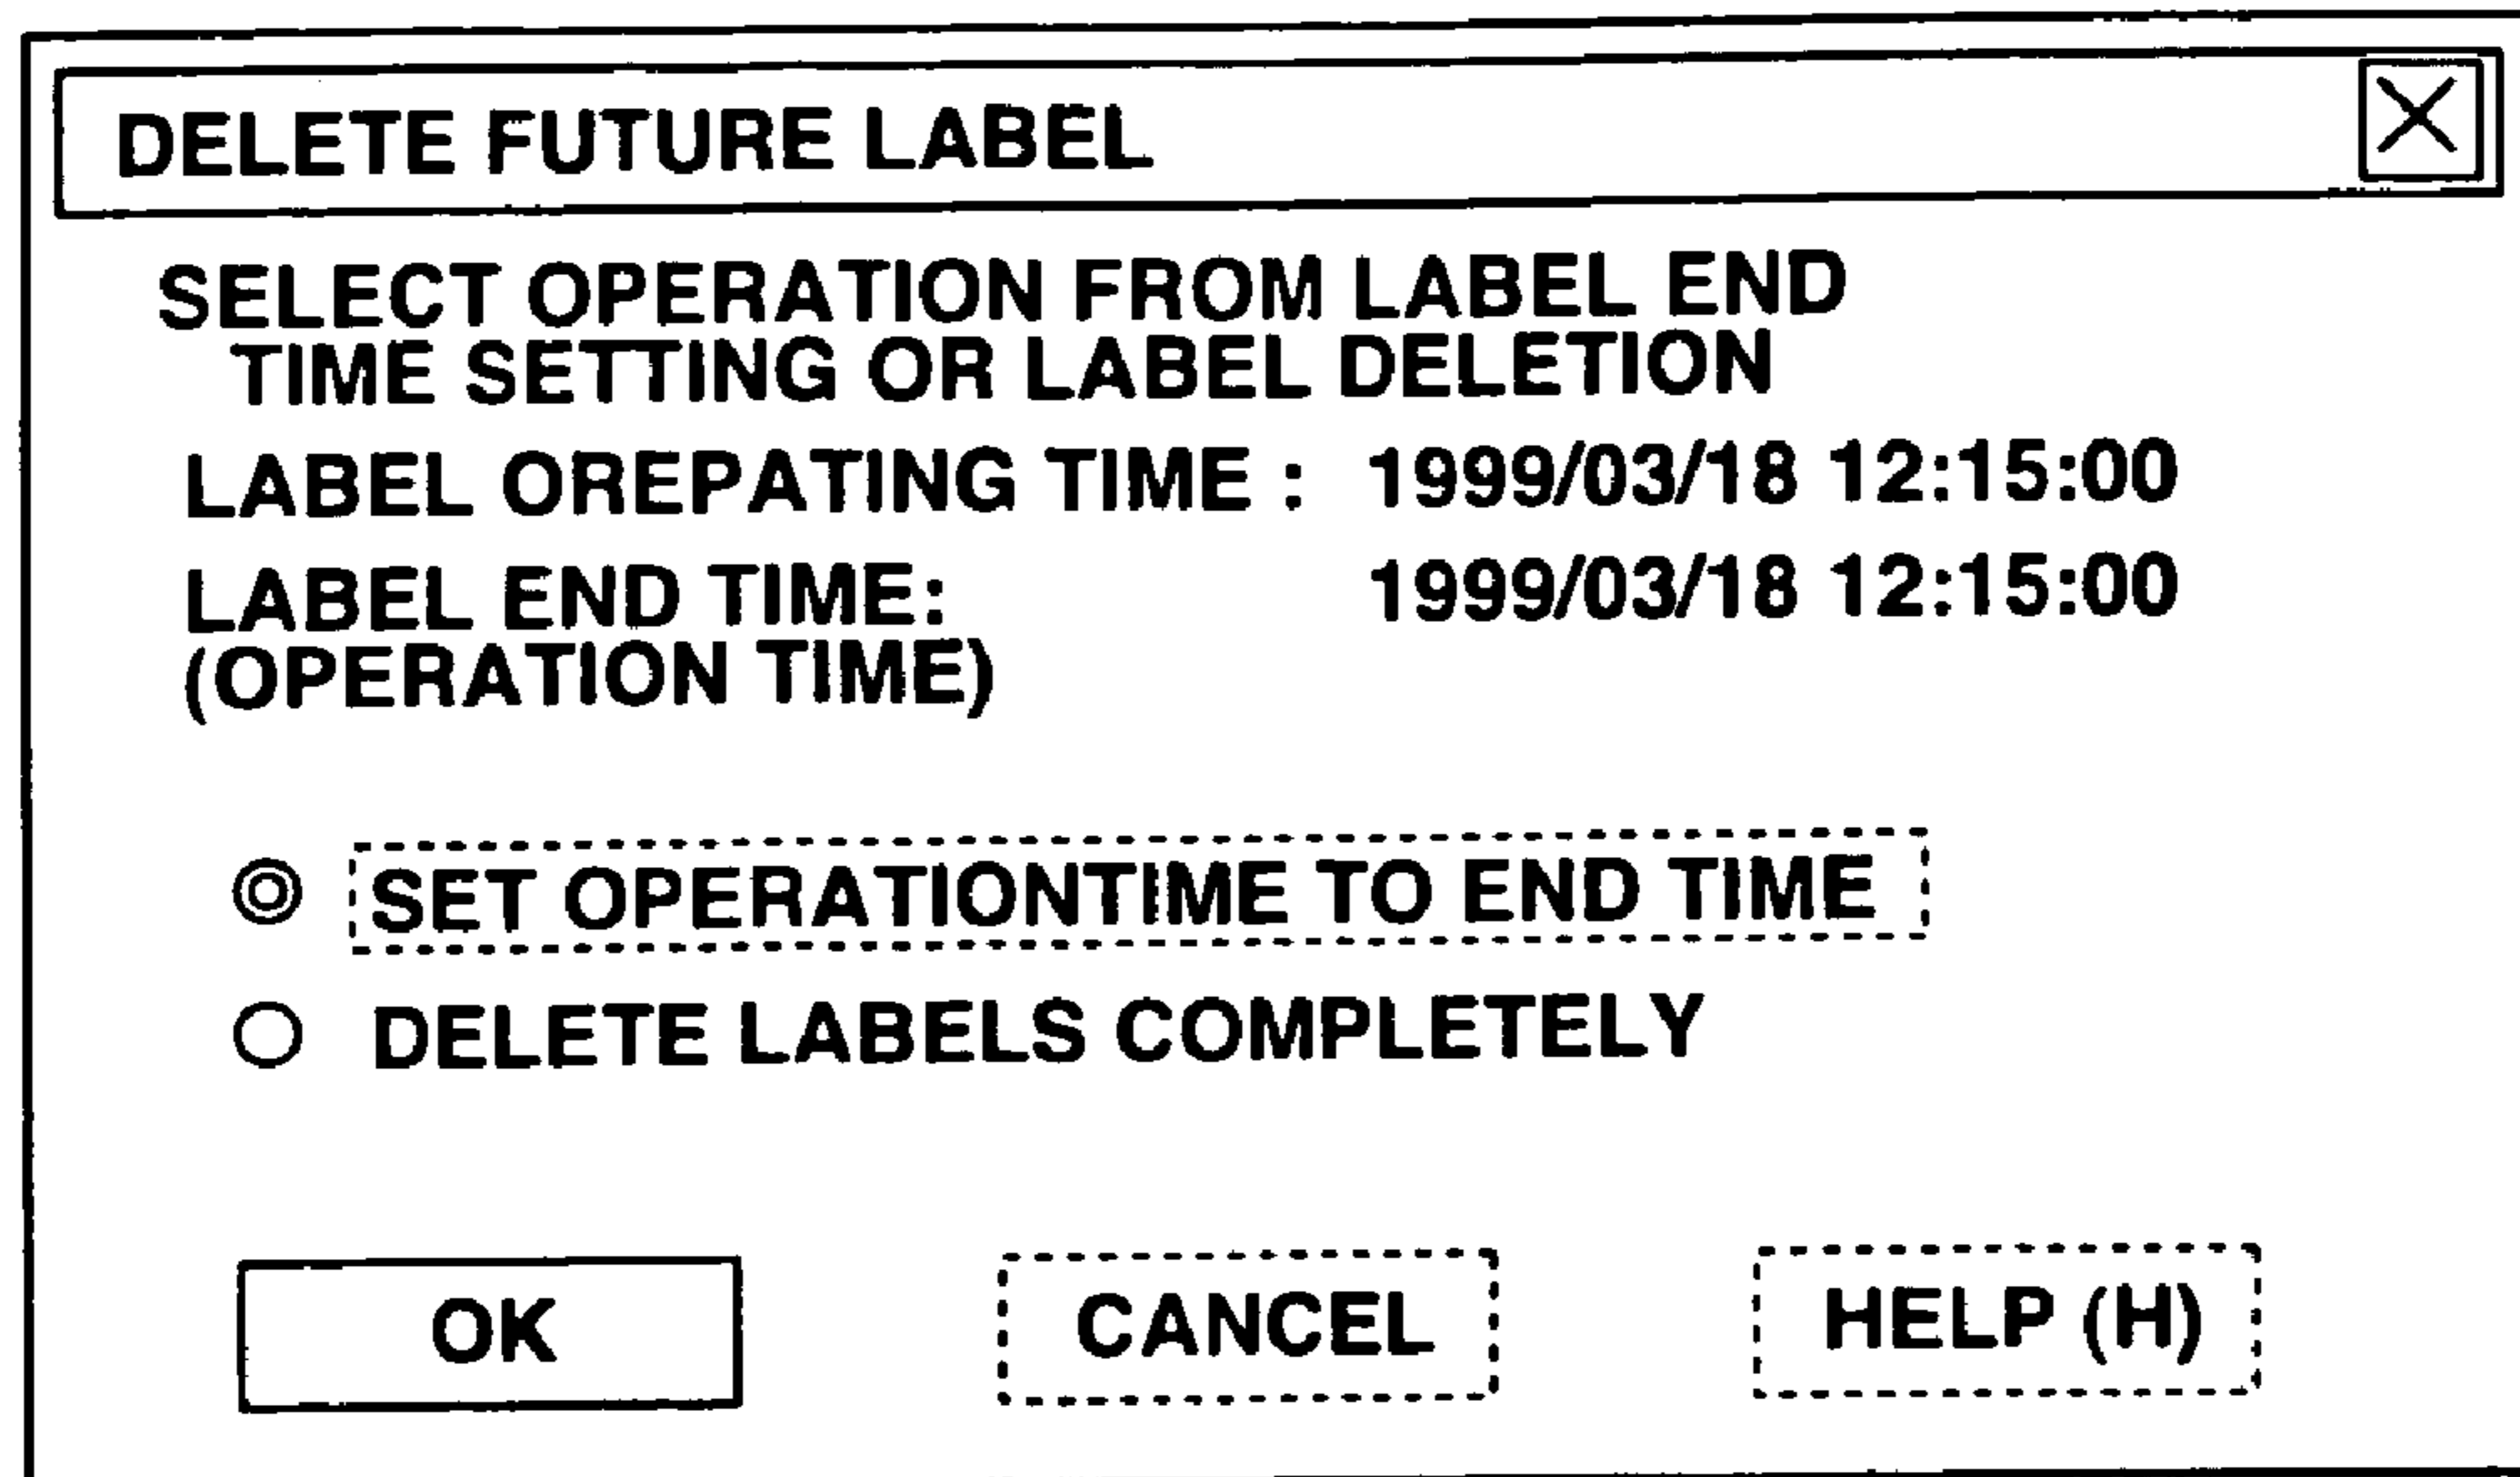 DELETE FUTURE LABEL
SELECT OPERATION FROM LABEL END
TIME SETTING OR LABEL DELETION
LABEL OREPATING TIME : 1999/03/18 12:15:00
LABEL END TIME: 1999/03/18 12:15:00
(OPERATION TIME)
SET OPERATIONTIME TO END TIME
DELETE LABELS COMPLETELY
OK CANCEL HELP (H)